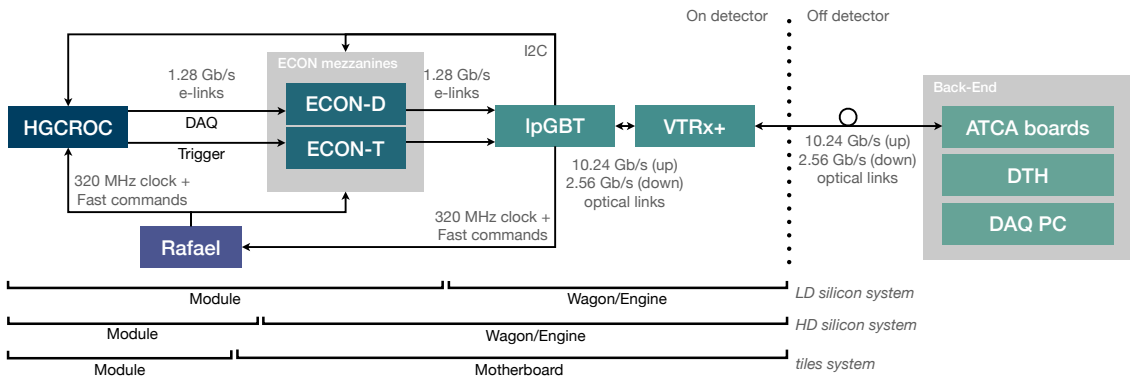 On detector
Off detector
I2C
ECON mezzanines
1.28 Gb/s
e-links
1.28 Gb/s
e-links
Back-End
HGCROC
DAQ
Trigger
ECON-D
ECON-T
lpGBT
VTRx+
ATCA boards
DTH
DAQ PC
10.24 Gb/s (up)
2.56 Gb/s (down)
optical links
10.24 Gb/s (up)
2.56 Gb/s (down)
optical links
320 MHz clock +
Fast commands
320 MHz clock +
Fast commands
Rafael
Module
Wagon/Engine
LD silicon system
Module
Wagon/Engine
HD silicon system
Module
Motherboard
tiles system